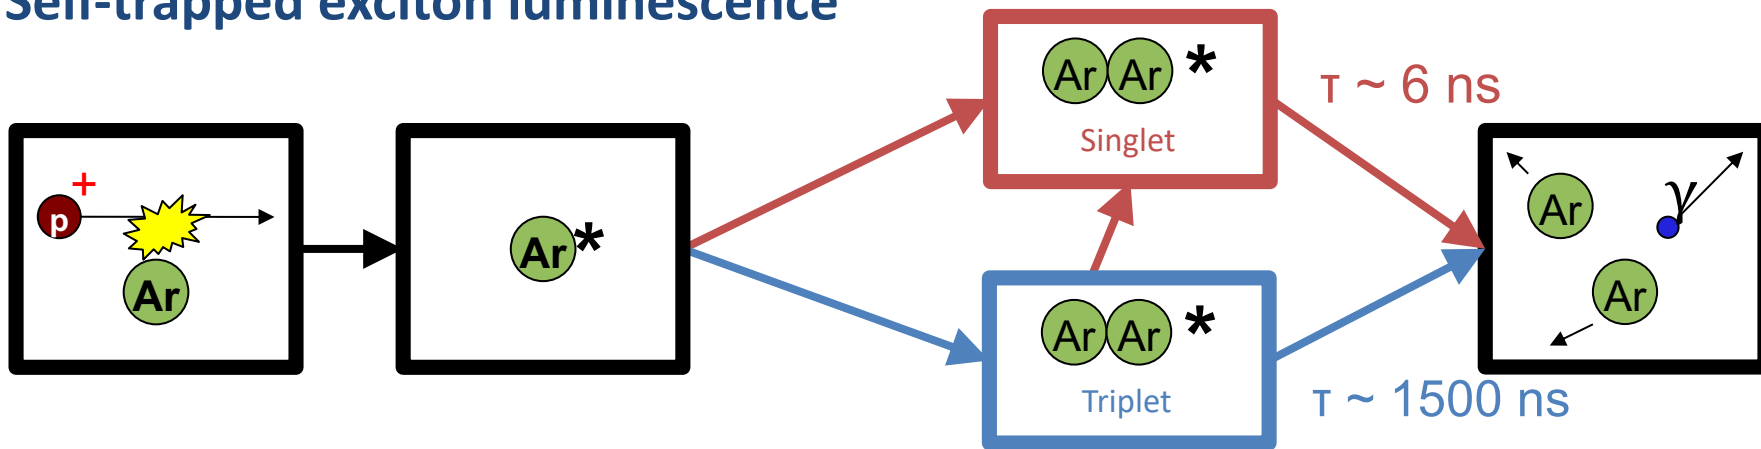 Self-trapped exciton luminescence
p +
Ar
Ar*
Ar Ar *
Singlet
τ ~ 6 ns
Ar Ar *
Triplet
τ ~ 1500 ns
Ar
γ
Ar